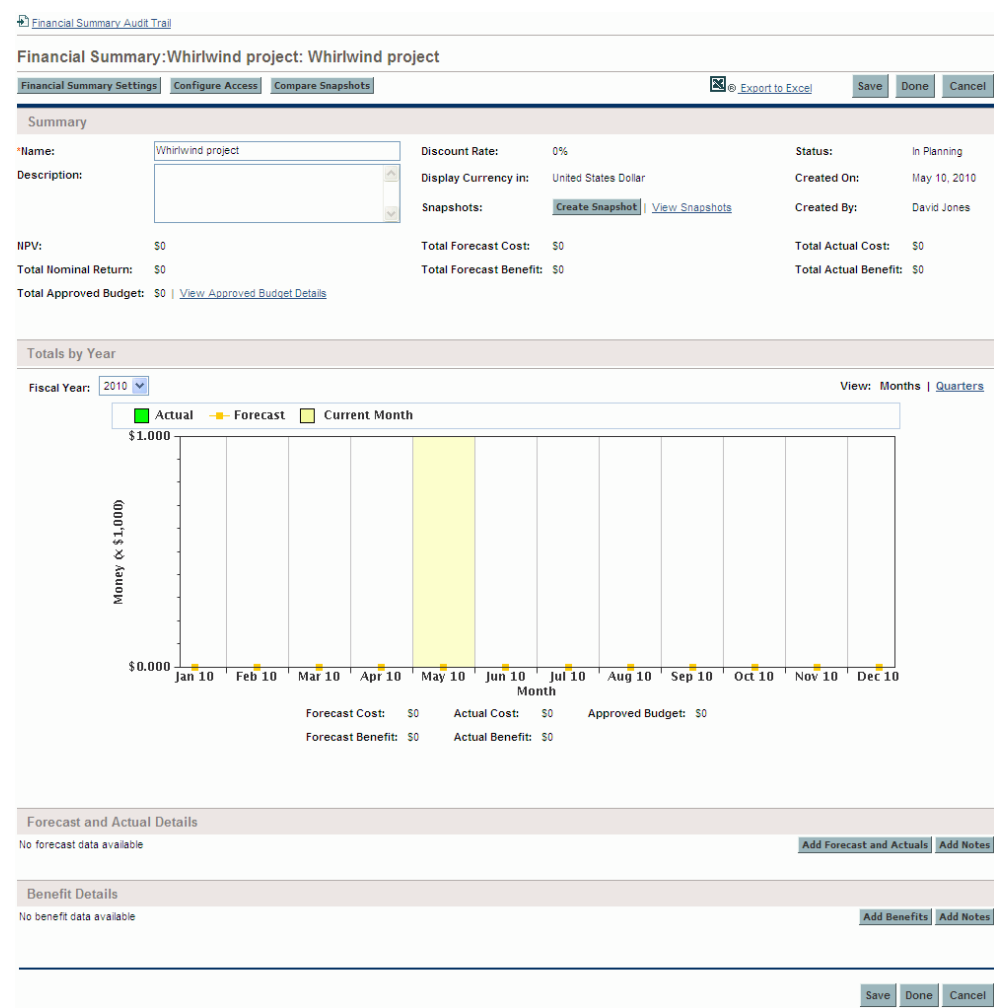 Financial Summary Audit Trail
Financial Summary:Whirlwind project: Whirlwind project
Financial Summary Settings Configure Access Compare Snapshots Export to Excel Save Done Cancel
Summary
*Name: Whirlwind project Discount Rate: 0% Status: In Planning
Description: Display Currency in: United States Dollar Created On: May 10, 2010
Snapshots: Create Snapshot | View Snapshots Created By: David Jones
NPV: $0 Total Forecast Cost: $0 Total Actual Cost: $0
Total Nominal Return: $0 Total Forecast Benefit: $0 Total Actual Benefit: $0
Total Approved Budget: $0 | View Approved Budget Details
Totals by Year
Fiscal Year: 2010 View: Months | Quarters
Actual Forecast Current Month
$1.000
Money (x $1,000)
$0.000
Jan 10 Feb 10 Mar 10 Apr 10 May 10 Jun 10 Jul 10 Aug 10 Sep 10 Oct 10 Nov 10 Dec 10
Month
Forecast Cost: $0 Actual Cost: $0 Approved Budget: $0
Forecast Benefit: $0 Actual Benefit: $0
Forecast and Actual Details
No forecast data available Add Forecast and Actuals Add Notes
Benefit Details
No benefit data available Add Benefits Add Notes
Save Done Cancel